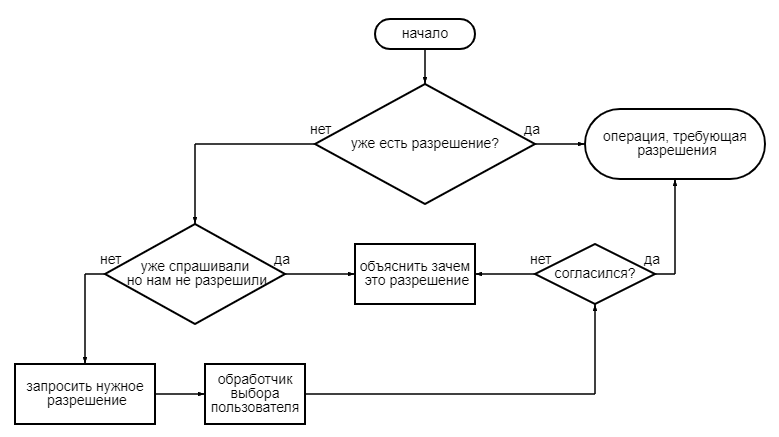 начало
нет
да
уже есть разрешение?
операция, требующая
разрешения
нет
да
уже спрашивали
но нам не разрешили
объяснить зачем
это разрешение
нет
да
согласился?
запросить нужное
разрешение
обработчик
выбора
пользователя